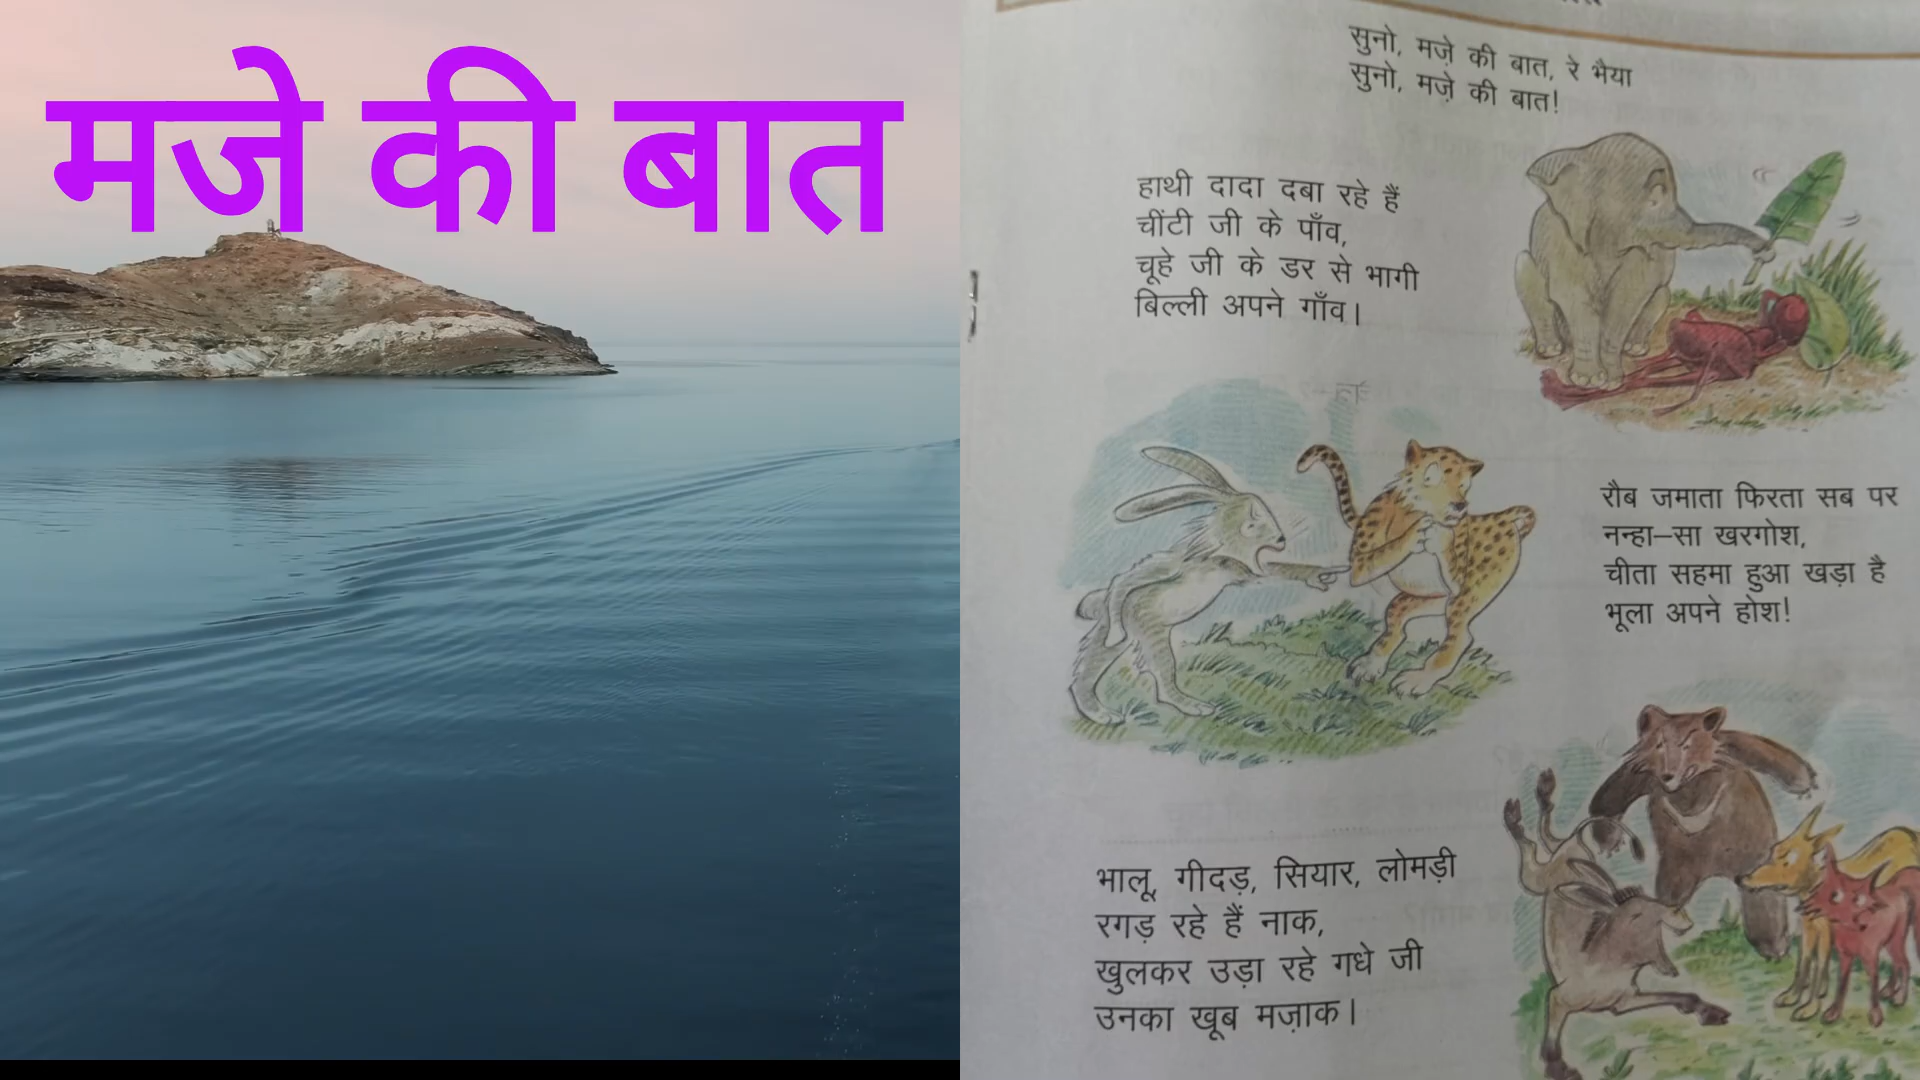 मजे की बात
सुनो, मज़े की बात, रे भैया
सुनो, मज़े की बात!
हाथी दादा दबा रहे हैं
चींटी जी के पाँव,
चूहे जी के डर से भागी
बिल्ली अपने गाँव।
रौब जमाता फिरता सब पर
नन्हा–सा खरगोश,
चीता सहमा हुआ खड़ा है
भूला अपने होश!
भालू, गीदड़, सियार, लोमड़ी
रगड़ रहे हैं नाक,
खुलकर उड़ा रहे गधे जी
उनका खूब मज़ाक।